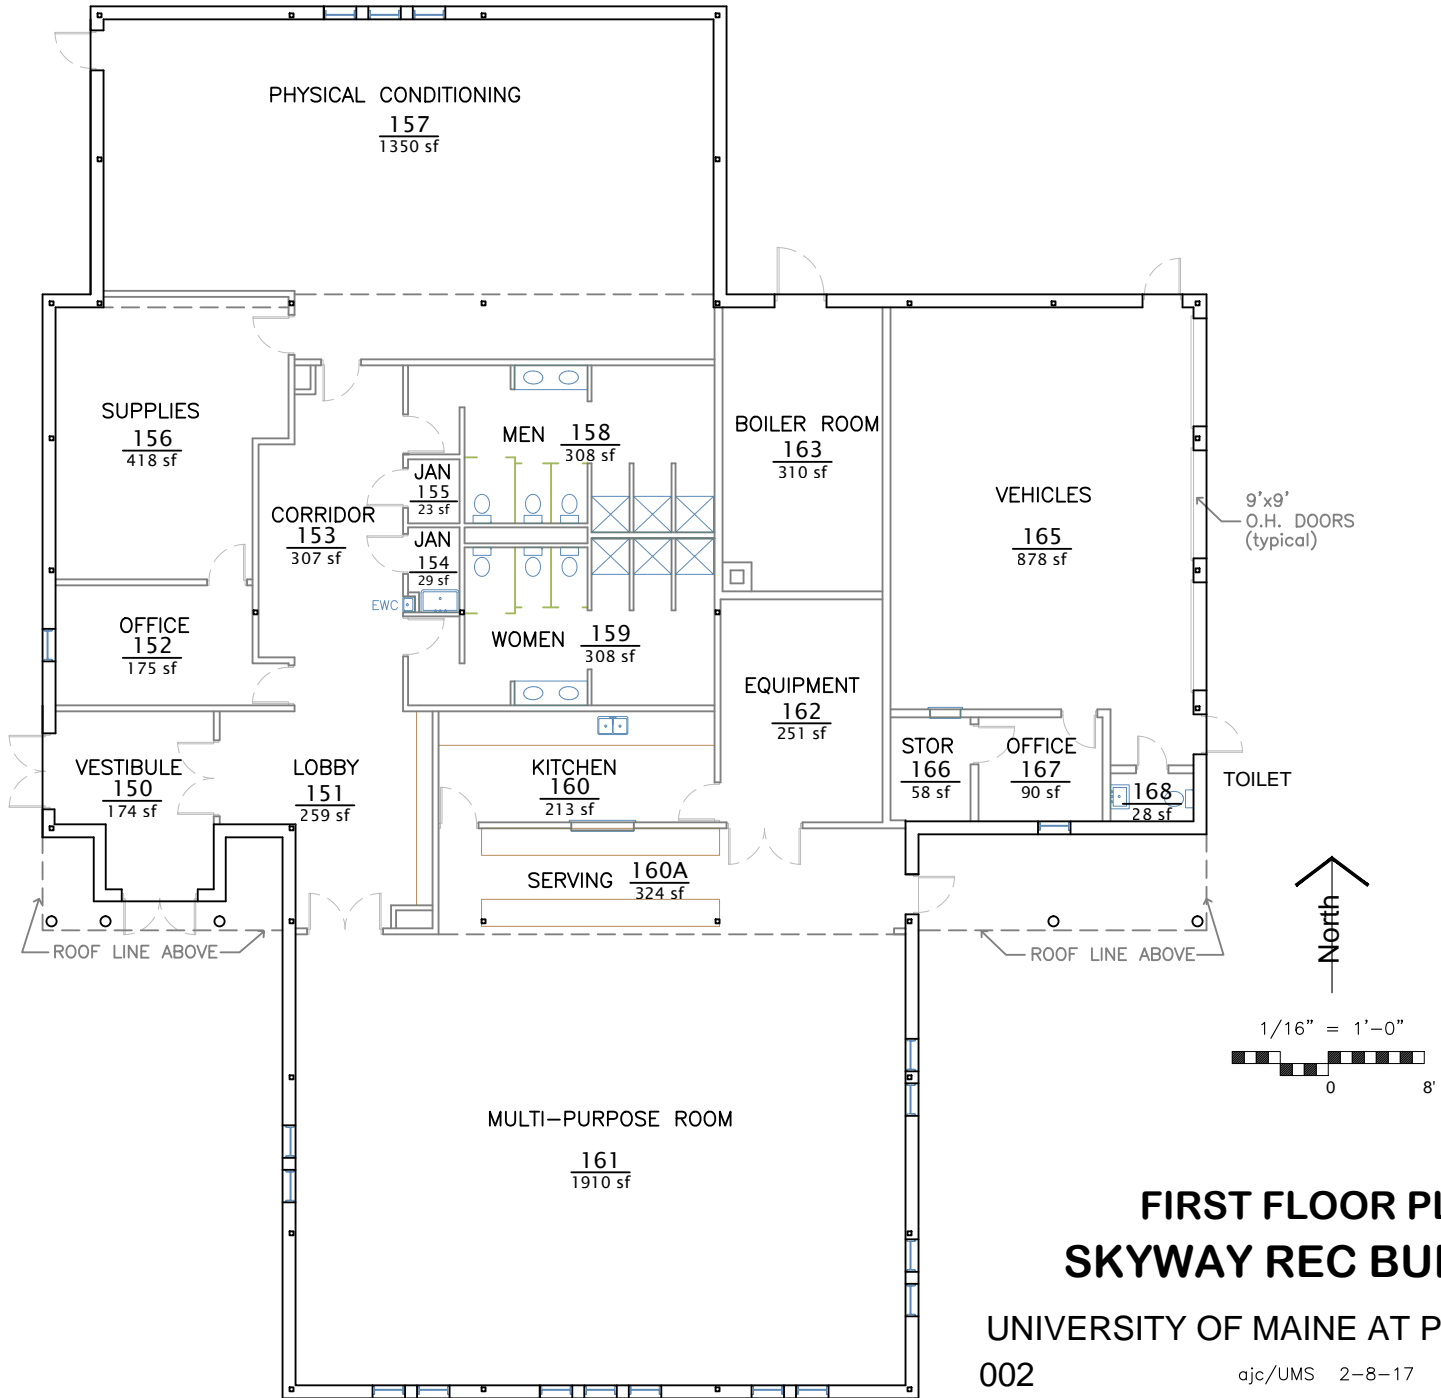 PHYSICAL CONDITIONING
157
1350 sf
SUPPLIES
156
418 sf
MEN
158
308 sf
BOILER ROOM
163
310 sf
JAN
155
23 sf
CORRIDOR
153
307 sf
JAN
154
29 sf
EWC
VEHICLES
165
878 sf
9'x9'
O.H. DOORS
(typical)
OFFICE
152
175 sf
WOMEN
159
308 sf
EQUIPMENT
162
251 sf
VESTIBULE
150
174 sf
LOBBY
151
259 sf
KITCHEN
160
213 sf
STOR
166
58 sf
OFFICE
167
90 sf
168
28 sf
TOILET
SERVING
160A
324 sf
ROOF LINE ABOVE
ROOF LINE ABOVE
North
1/16" = 1'-0"
0 8'
MULTI-PURPOSE ROOM
161
1910 sf
FIRST FLOOR PL
SKYWAY REC BUI
UNIVERSITY OF MAINE AT P
002
ajc/UMS 2-8-17